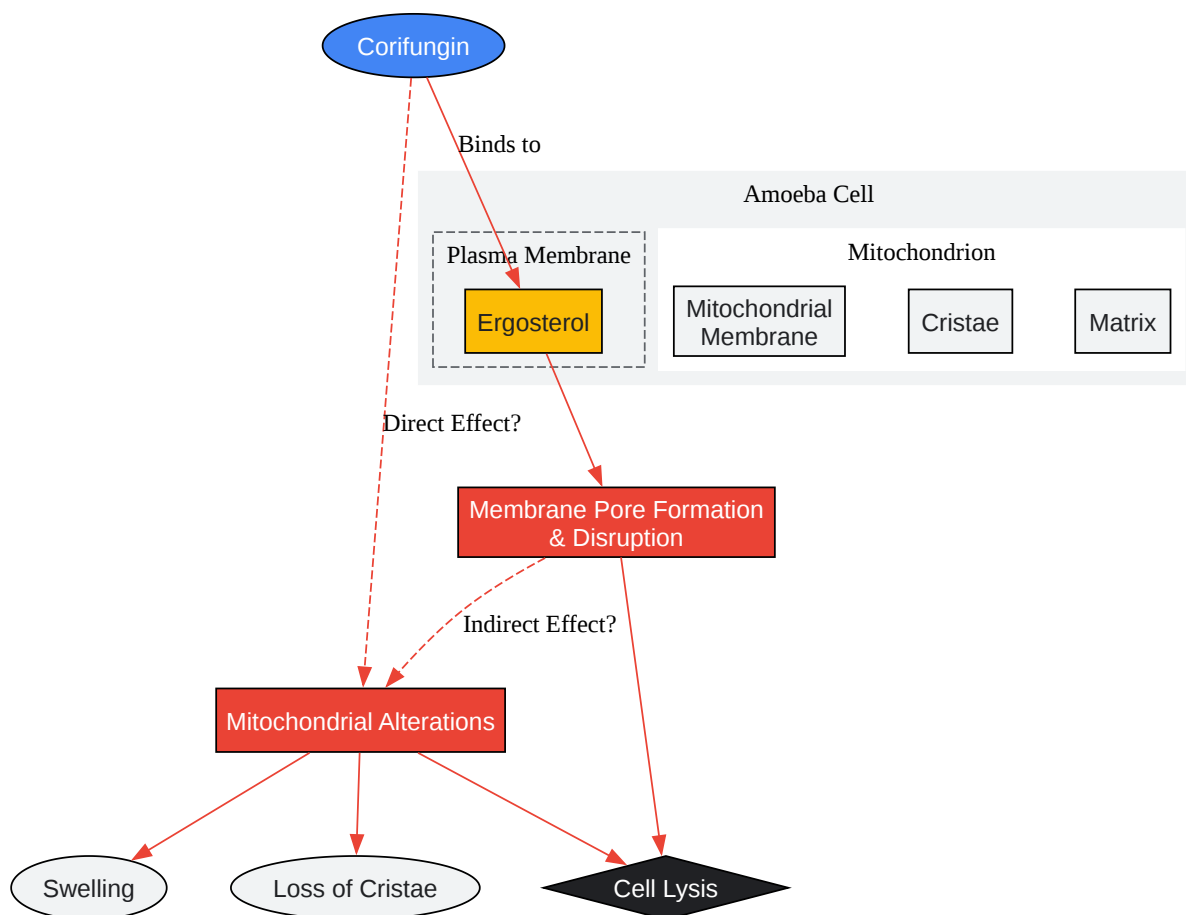 Corifungin
Binds to
Amoeba Cell
Plasma Membrane
Mitochondrion
Ergosterol
Mitochondrial
Membrane
Cristae
Matrix
Direct Effect?
Membrane Pore Formation
& Disruption
Indirect Effect?
Mitochondrial Alterations
Swelling
Loss of Cristae
Cell Lysis